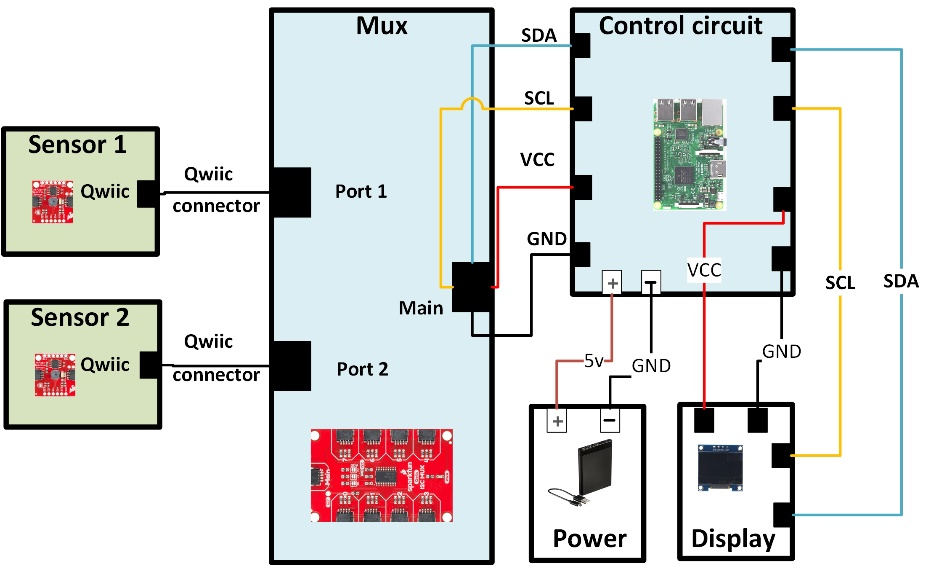 Mux
Control circuit
SDA
SCL
VCC
GND
Sensor 1
Qwiic
Qwiic
connector
Port 1
Main
Sensor 2
Qwiic
Qwiic
connector
Port 2
+
−
5v
GND
VCC
GND
SCL
SDA
+
−
Power
Display
sparkfun